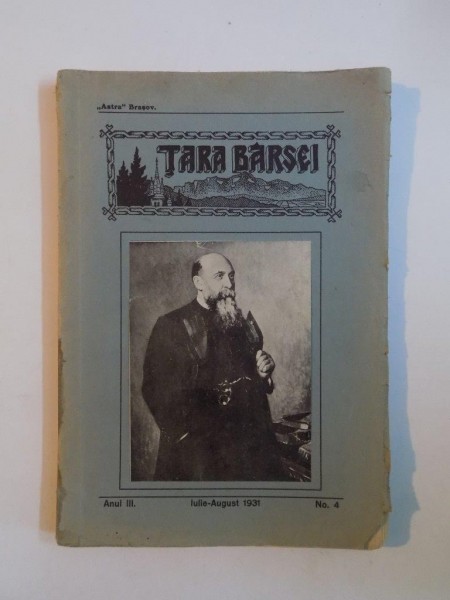 „Astra” Brașov.
ȚARA BÂRSEI
Anul III. Iulie-August 1931 No. 4